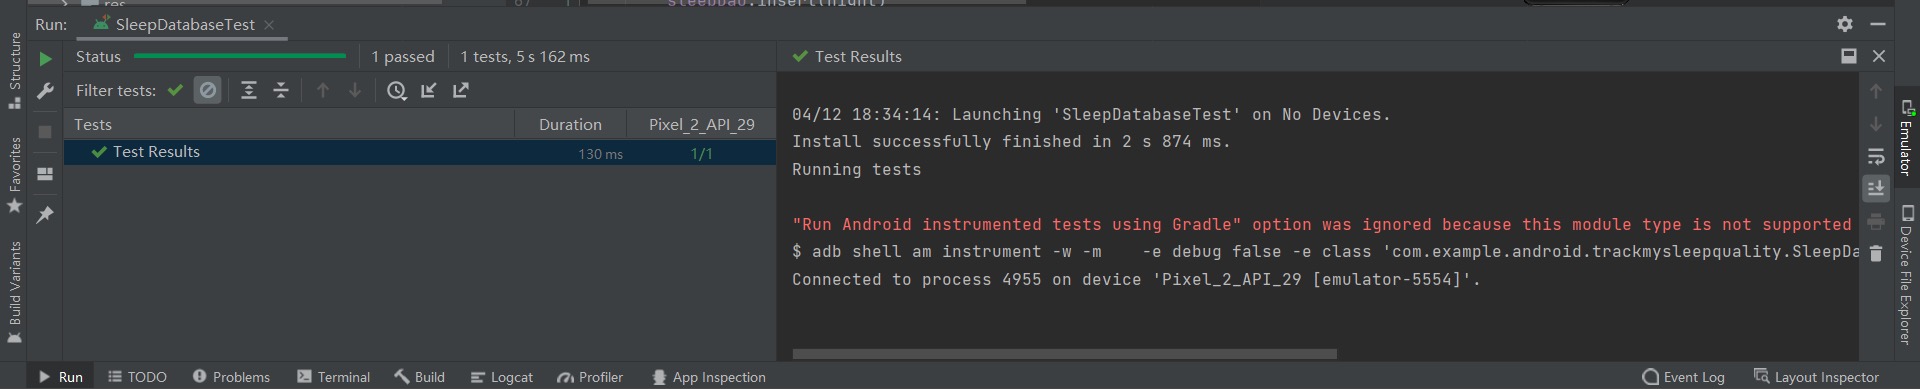 res
67
sleepDao.insert(night)
Run:
SleepDatabaseTest
Structure
Favorites
Build Variants
Status
1 passed
1 tests, 5 s 162 ms
Filter tests:
Tests
Duration
Pixel_2_API_29
Test Results
130 ms
1/1
Test Results
04/12 18:34:14: Launching 'SleepDatabaseTest' on No Devices.
Install successfully finished in 2 s 874 ms.
Running tests
"Run Android instrumented tests using Gradle" option was ignored because this module type is not supported
$ adb shell am instrument -w -m    -e debug false -e class 'com.example.android.trackmysleepquality.SleepDa
Connected to process 4955 on device 'Pixel_2_API_29 [emulator-5554]'.
Emulator
Device File Explorer
Run
TODO
Problems
Terminal
Build
Logcat
Profiler
App Inspection
Event Log
Layout Inspector